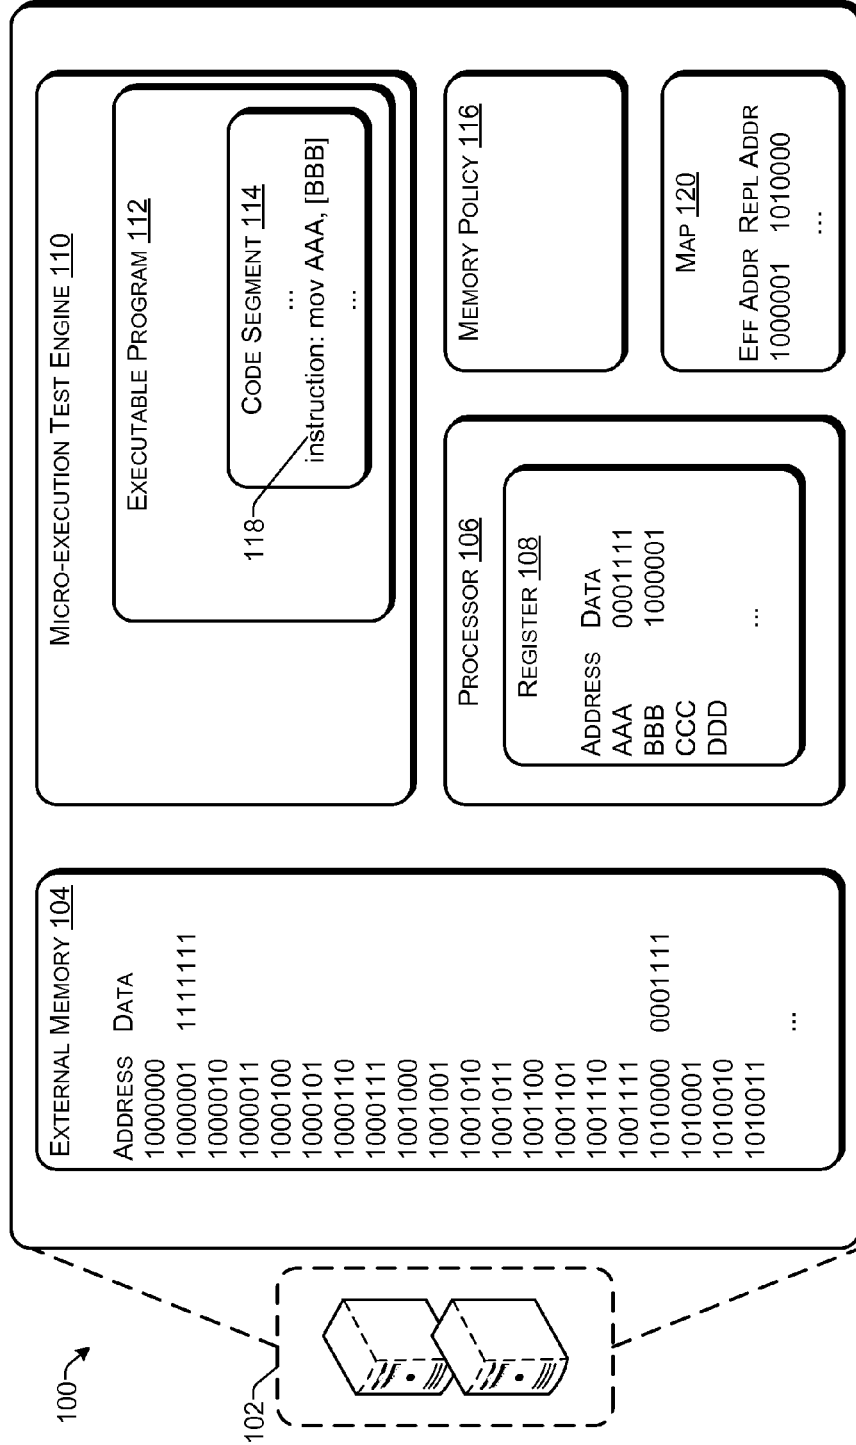 100
102
EXTERNAL MEMORY 104
ADDRESS DATA
1000000
1000001 1111111
1000010
1000011
1000100
1000101
1000110
1000111
1001000
1001001
1001010
1001011
1001100
1001101
1001110
1001111
1010000 0001111
1010001
1010010
1010011
...
MICRO-EXECUTION TEST ENGINE 110
EXECUTABLE PROGRAM 112
CODE SEGMENT 114
...
118
instruction: mov AAA, [BBB]
...
PROCESSOR 106
REGISTER 108
ADDRESS DATA
AAA 0001111
BBB 1000001
CCC
DDD
...
MEMORY POLICY 116
MAP 120
EFF ADDR REPL ADDR
1000001 1010000
...